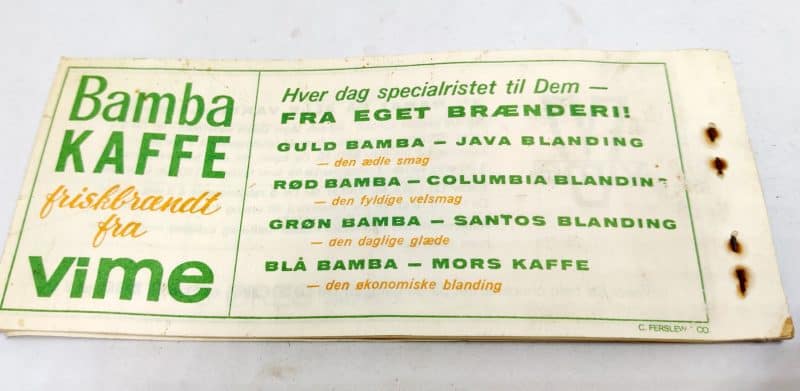 Bamba
KAFFE
friskbrændt
fra
vime
Hver dag specialristet til Dem —
FRA EGET BRÆNDERI!
GULD BAMBA — JAVA BLANDING
— den ædle smag
RØD BAMBA — COLUMBIA BLANDING
— den fyldige velsmag
GRØN BAMBA — SANTOS BLANDING
— den daglige glæde
BLÅ BAMBA — MORS KAFFE
— den økonomiske blanding
C. FERSLEW CO